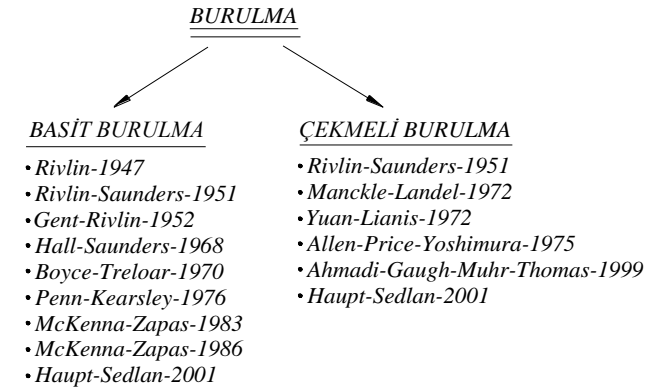 BURULMA
BASİT BURULMA
• Rivlin-1947
• Rivlin-Saunders-1951
• Gent-Rivlin-1952
• Hall-Saunders-1968
• Boyce-Treloar-1970
• Penn-Kearsley-1976
• McKenna-Zapas-1983
• McKenna-Zapas-1986
• Haupt-Sedlan-2001
ÇEKMELİ BURULMA
• Rivlin-Saunders-1951
• Manckle-Landel-1972
• Yuan-Lianis-1972
• Allen-Price-Yoshimura-1975
• Ahmadi-Gaugh-Muhr-Thomas-1999
• Haupt-Sedlan-2001